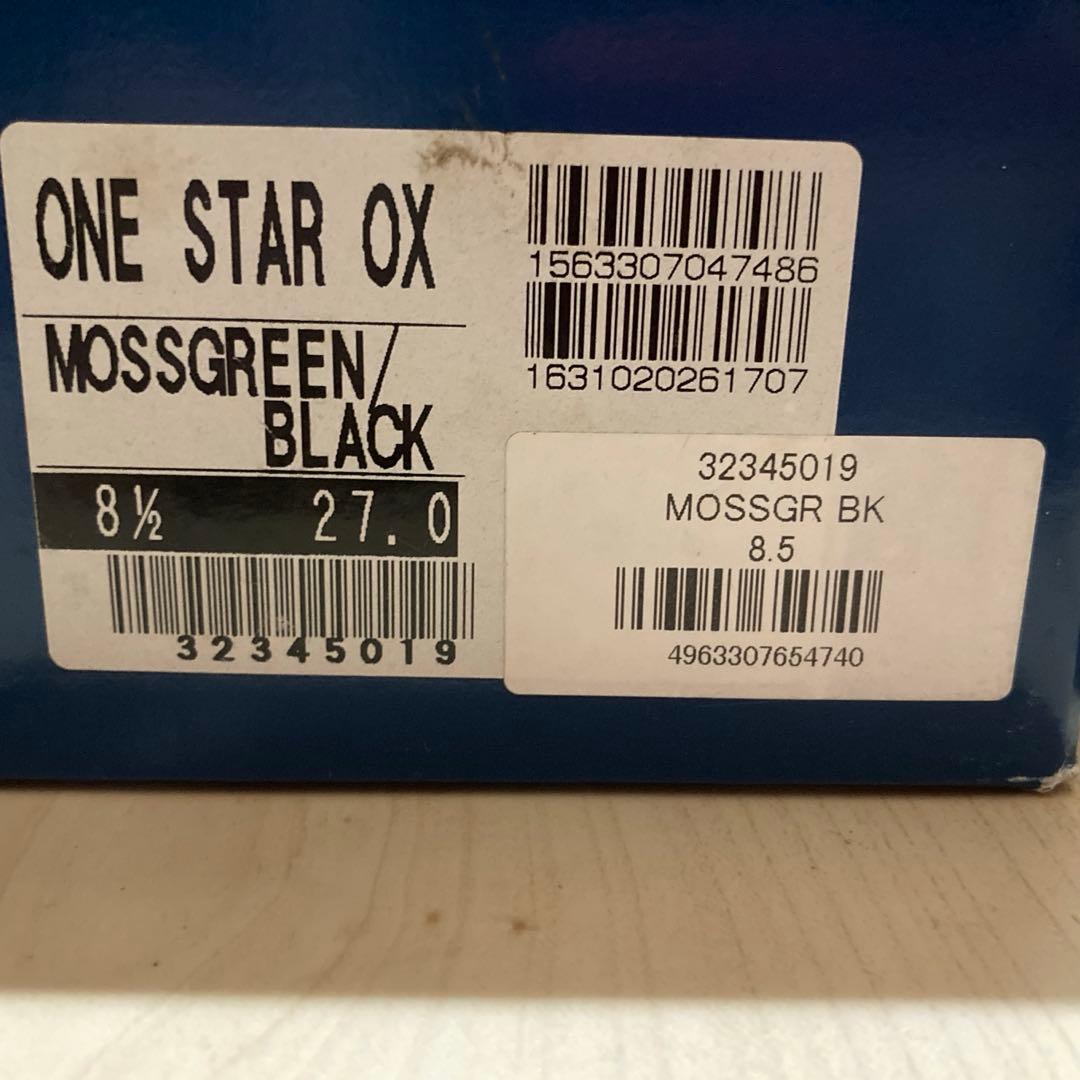 ONE STAR OX
MOSSGREEN/
BLACK
8½ 27.0
32345019
1563307047486
1631020261707
32345019
MOSSGR BK
8.5
4963307654740